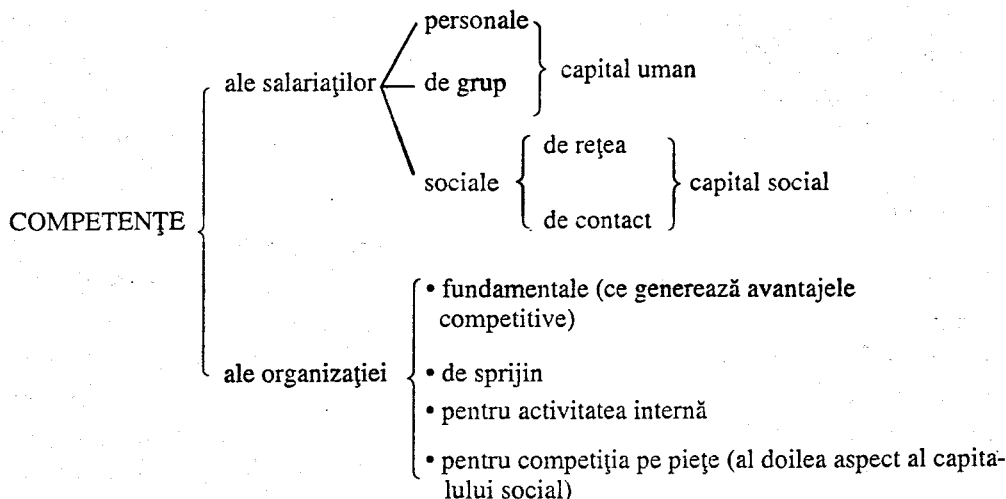 personale
ale salariaţilor
de grup
capital uman
de reţea
sociale
capital social
de contact
COMPETENŢE
• fundamentale (ce generează avantajele
competitive)
ale organizaţiei
• de sprijin
• pentru activitatea internă
• pentru competiţia pe pieţe (al doilea aspect al capita-
lului social)